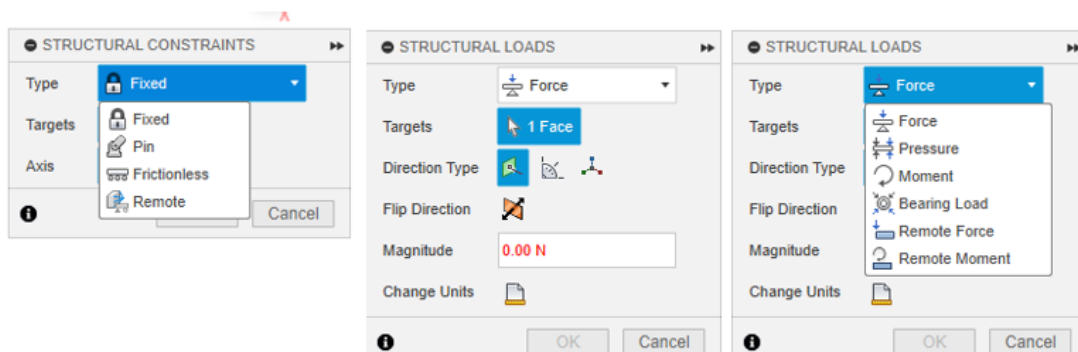 STRUCTURAL CONSTRAINTS
Type
Fixed
Targets
Fixed
Pin
Axis
Frictionless
Remote
Cancel
STRUCTURAL LOADS
Type
Force
Targets
1 Face
Direction Type
Flip Direction
Magnitude
0.00 N
Change Units
OK
Cancel
STRUCTURAL LOADS
Type
Force
Targets
Force
Pressure
Direction Type
Moment
Flip Direction
Bearing Load
Remote Force
Magnitude
Remote Moment
Change Units
OK
Cancel